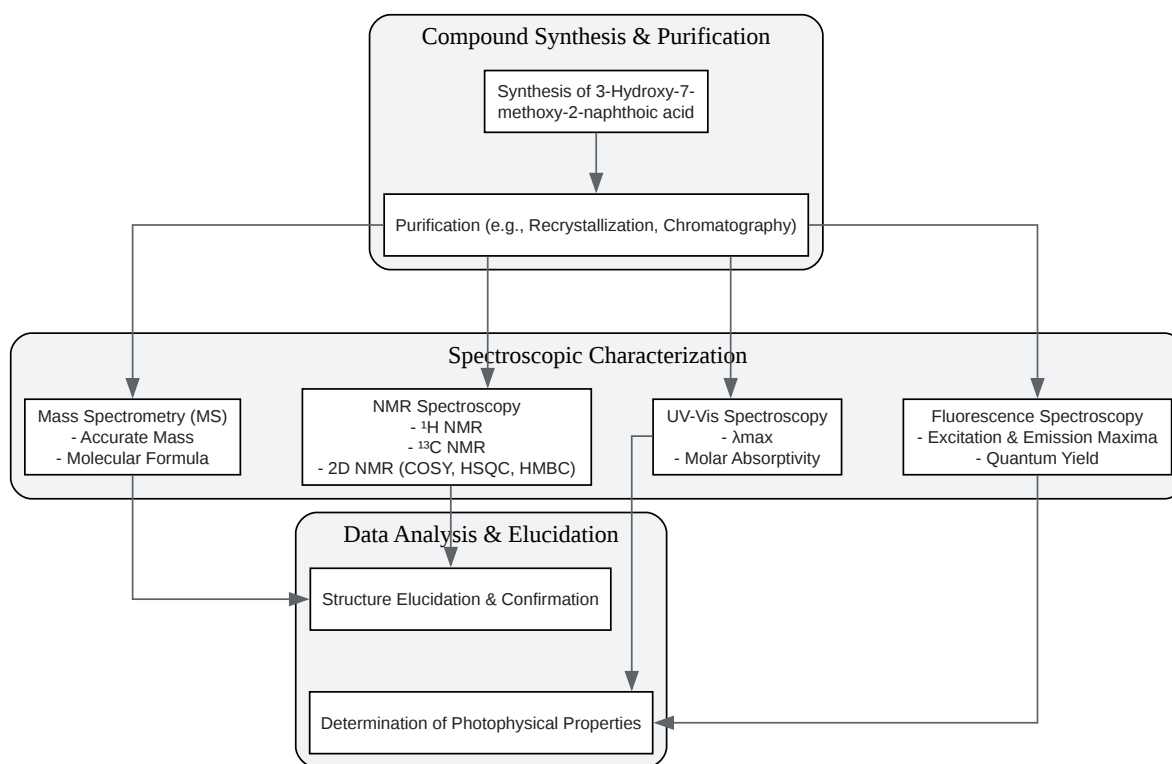 Compound Synthesis & Purification
Synthesis of 3-Hydroxy-7-
methoxy-2-naphthoic acid
Purification (e.g., Recrystallization, Chromatography)
Spectroscopic Characterization
Mass Spectrometry (MS)
- Accurate Mass
- Molecular Formula
NMR Spectroscopy
- ¹H NMR
- ¹³C NMR
- 2D NMR (COSY, HSQC, HMBC)
UV-Vis Spectroscopy
- λmax
- Molar Absorptivity
Fluorescence Spectroscopy
- Excitation & Emission Maxima
- Quantum Yield
Data Analysis & Elucidation
Structure Elucidation & Confirmation
Determination of Photophysical Properties